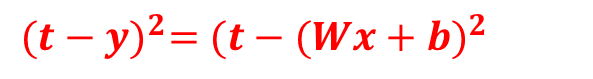 (t − y)²= (t − (Wx + b)²